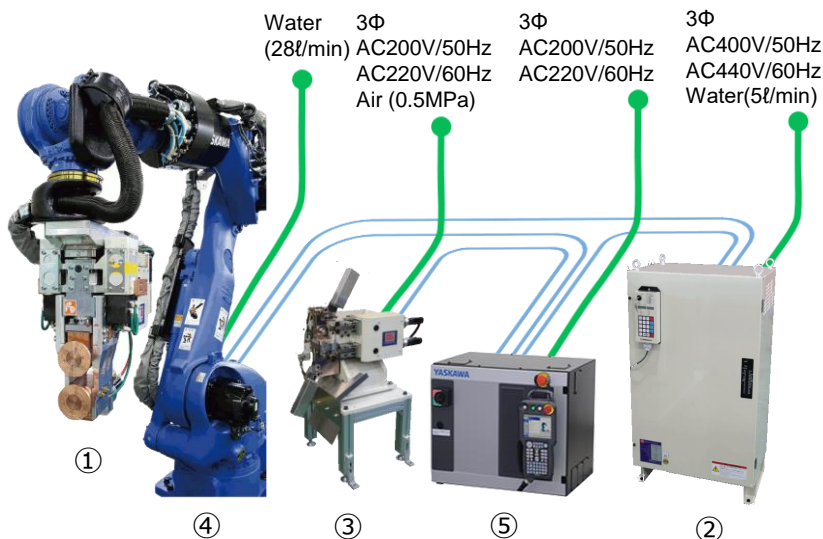 Water
(28ℓ/min)
3Φ
AC200V/50Hz
AC220V/60Hz
Air (0.5MPa)
3Φ
AC200V/50Hz
AC220V/60Hz
3Φ
AC400V/50Hz
AC440V/60Hz
Water(5ℓ/min)
SKAWA
YASKAWA
①
④
③
⑤
②